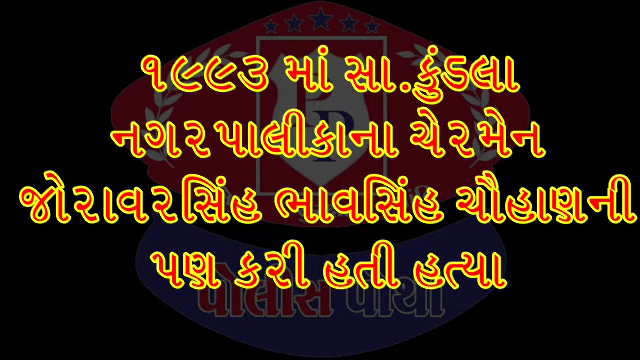 ૧૯૯૩ માં સા.કુંડલા
નગરપાલીકાના ચેરમેન
જોરાવરસિંહ ભાવસિંહ ચૌહાણની
પણ કરી હતી હત્યા
પોલીસ પોથી